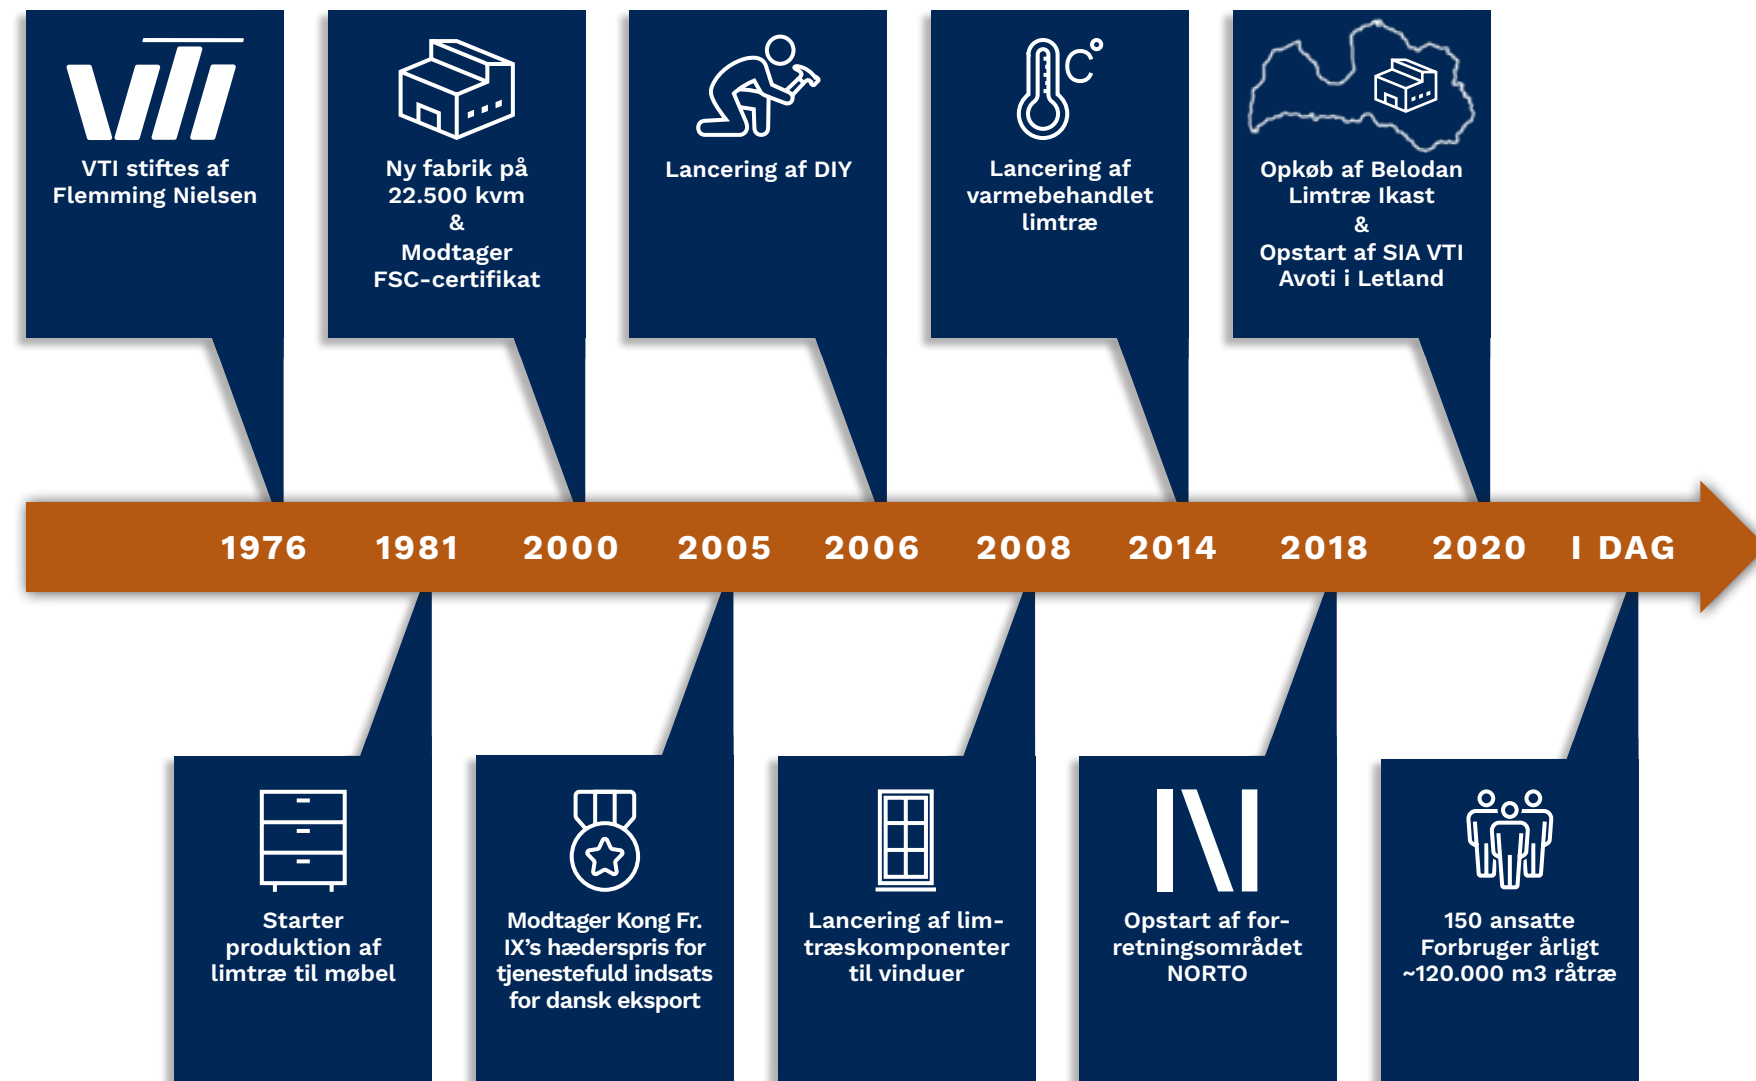 VTI
VTI stiftes af
Flemming Nielsen
Ny fabrik på
22.500 kvm
&
Modtager
FSC-certifikat
Lancering af DIY
C°
Lancering af
varmebehandlet
limtræ
Opkøb af Belodan
Limtræ Ikast
&
Opstart af SIA VTI
Avoti i Letland
1976 1981 2000 2005 2006 2008 2014 2018 2020 I DAG
Starter
produktion af
limtræ til møbel
Modtager Kong Fr.
IX's hæderspris for
tjenestefuld indsats
for dansk eksport
Lancering af lim-
træskomponenter
til vinduer
N
Opstart af for-
retningsområdet
NORTO
150 ansatte
Forbruger årligt
~120.000 m3 råtræ